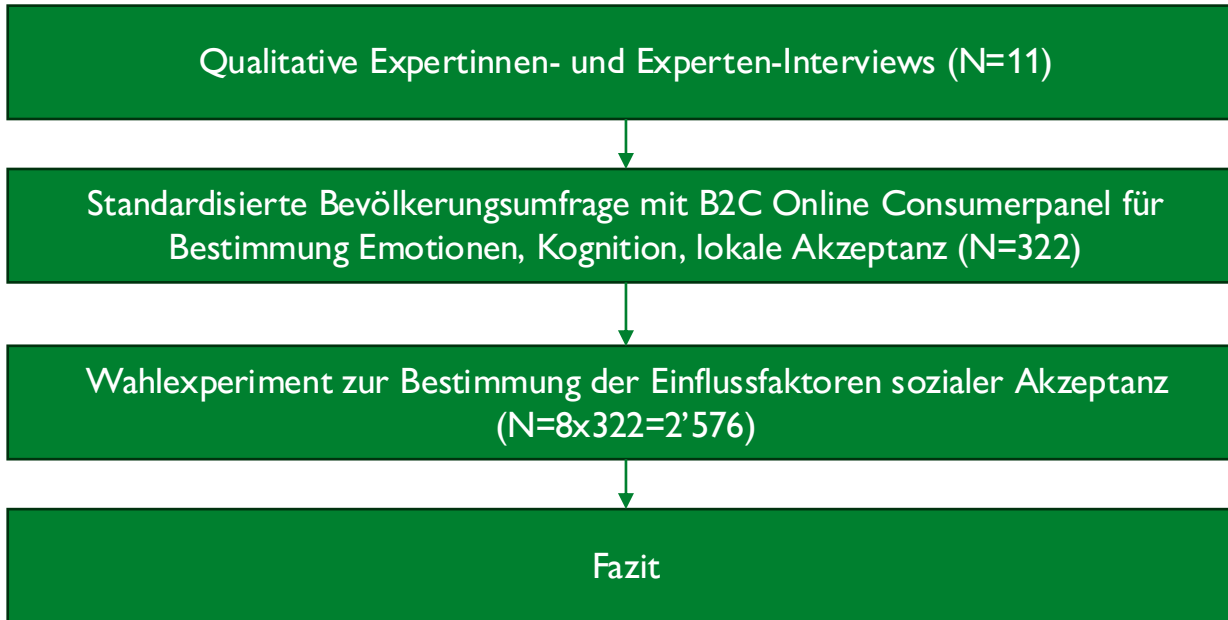 Qualitative Expertinnen- und Experten-Interviews (N=11)
Standardisierte Bevölkerungsumfrage mit B2C Online Consumerpanel für
Bestimmung Emotionen, Kognition, lokale Akzeptanz (N=322)
Wahlexperiment zur Bestimmung der Einflussfaktoren sozialer Akzeptanz
(N=8x322=2’576)
Fazit